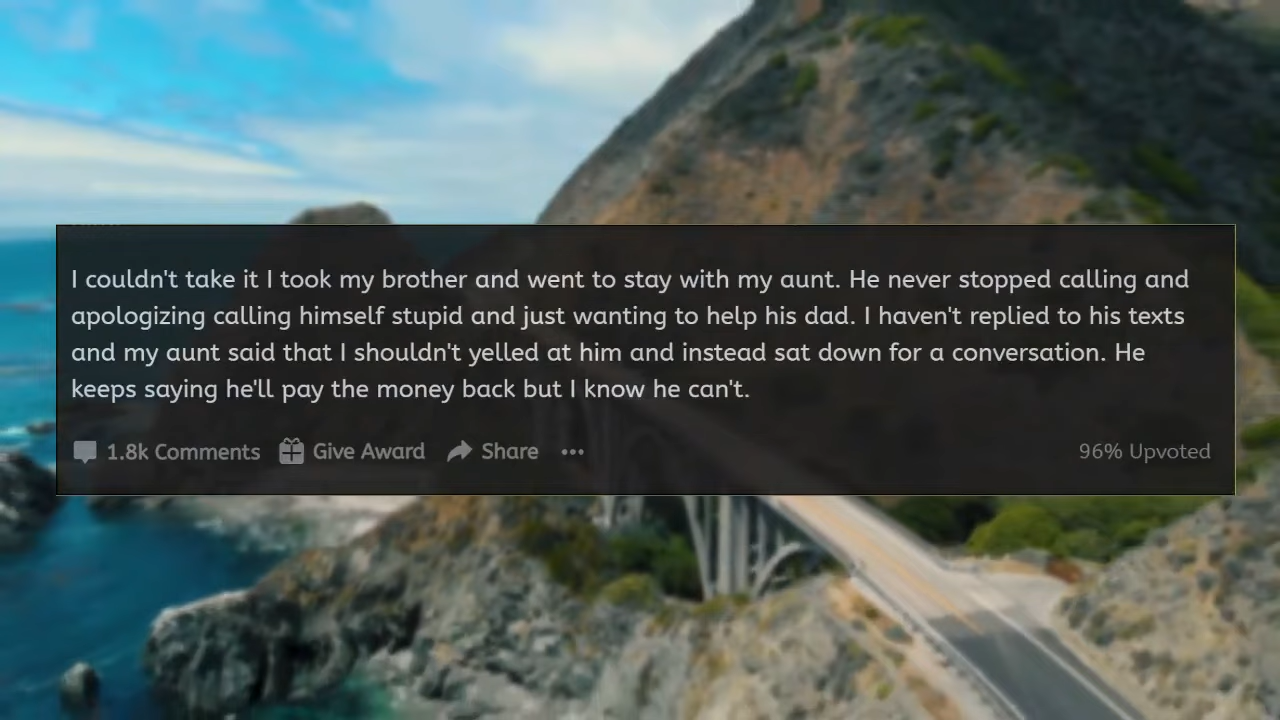 I couldn't take it I took my brother and went to stay with my aunt. He never stopped calling and
apologizing calling himself stupid and just wanting to help his dad. I haven't replied to his texts
and my aunt said that I shouldn't yelled at him and instead sat down for a conversation. He
keeps saying he'll pay the money back but I know he can't.
1.8k Comments Give Award Share ••• 96% Upvoted